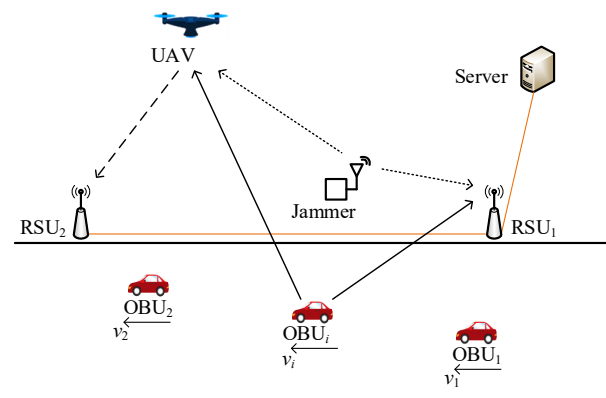 UAV
Server
Jammer
RSU₂
RSU₁
OBU₂
v₂
OBUᵢ
vᵢ
OBU₁
v₁